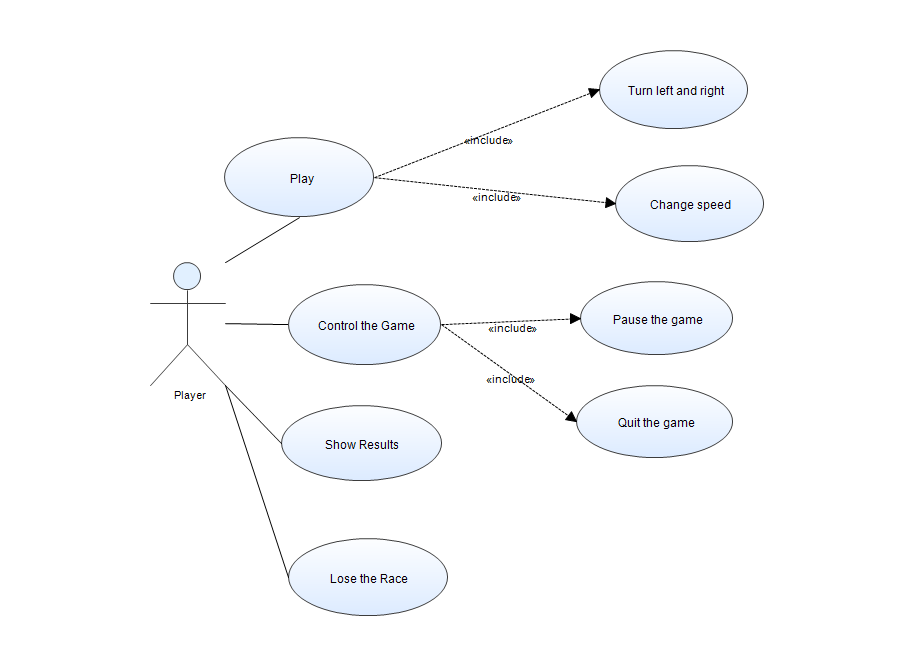 Turn left and right
«include»
Play
«include»
Change speed
Control the Game
«include»
Pause the game
«include»
Player
Quit the game
Show Results
Lose the Race